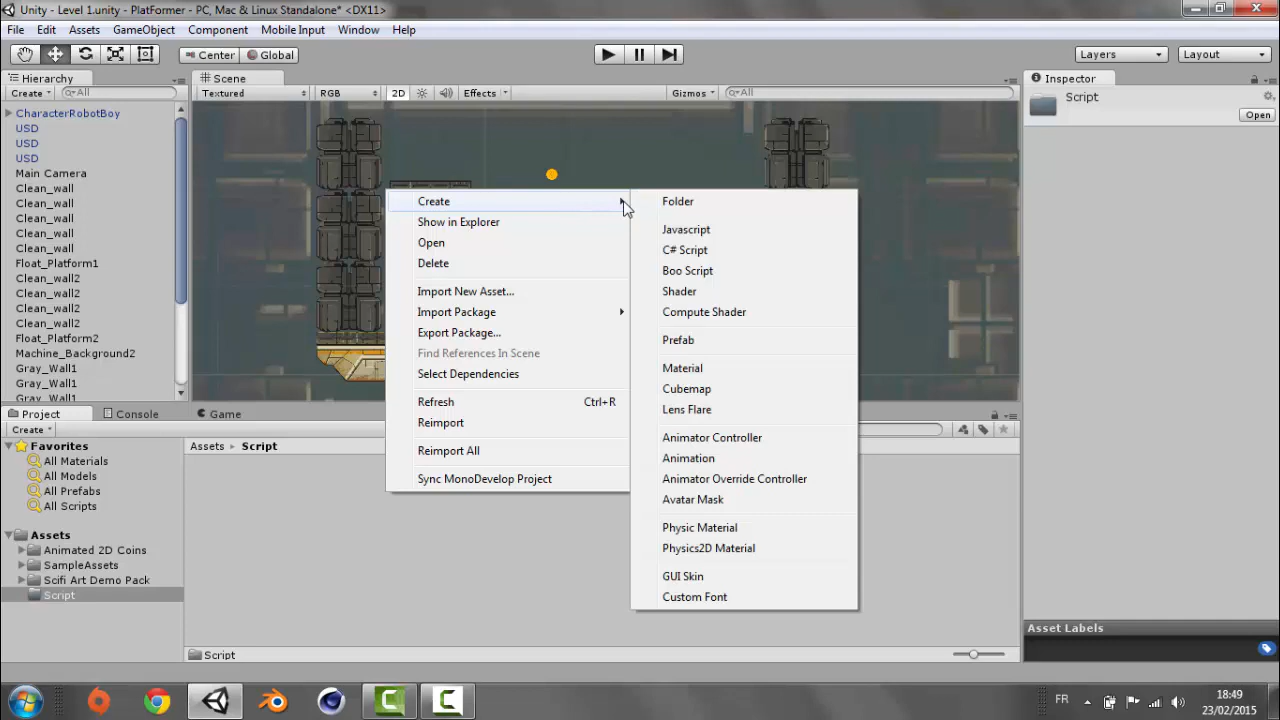 Unity - Level 1.unity - PlatFormer - PC, Mac & Linux Standalone* <DX11>
File Edit Assets GameObject Component Mobile Input Window Help
Center Global Layers Layout
Hierarchy
Create All
CharacterRobotBoy
USD
USD
USD
Main Camera
Clean_wall
Clean_wall
Clean_wall
Clean_wall
Clean_wall
Float_Platform1
Clean_wall2
Clean_wall2
Clean_wall2
Clean_wall2
Float_Platform2
Machine_Background2
Gray_Wall1
Gray_Wall1
Gray_Wall1
Scene
Textured RGB 2D Effects Gizmos All
Create
Show in Explorer
Open
Delete
Import New Asset...
Import Package
Export Package...
Find References In Scene
Select Dependencies
Refresh Ctrl+R
Reimport
Reimport All
Sync MonoDevelop Project
Folder
Javascript
C# Script
Boo Script
Shader
Compute Shader
Prefab
Material
Cubemap
Lens Flare
Animator Controller
Animation
Animator Override Controller
Avatar Mask
Physic Material
Physics2D Material
GUI Skin
Custom Font
Inspector
Script
Open
Asset Labels
Project Console Game
Create
Favorites
All Materials
All Models
All Prefabs
All Scripts
Assets
Animated 2D Coins
SampleAssets
Scifi Art Demo Pack
Script
Assets Script
Script
FR
18:49
23/02/2015